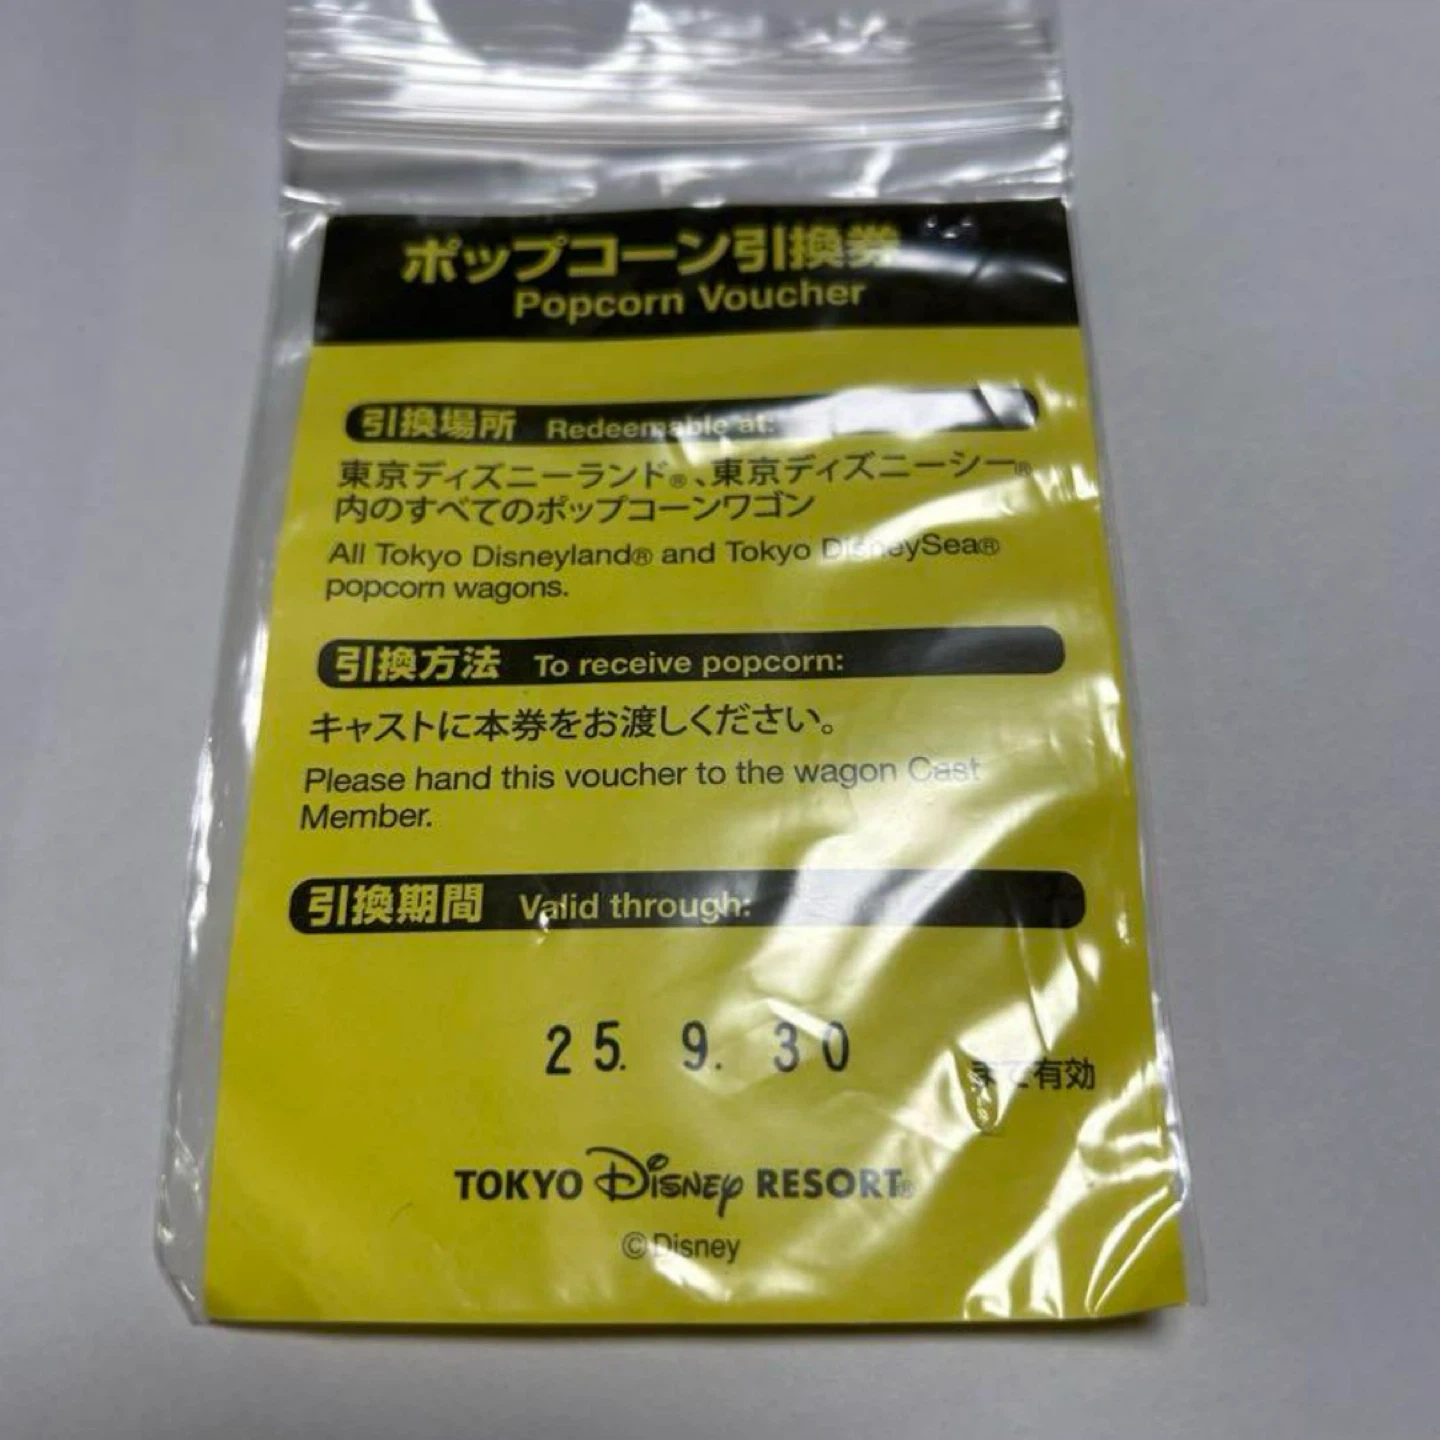 ポップコーン引換券
Popcorn Voucher
引換場所 Redeemable at:
東京ディズニーランド®、東京ディズニーシー®
内のすべてのポップコーンワゴン
All Tokyo Disneyland® and Tokyo DisneySea®
popcorn wagons.
引換方法 To receive popcorn:
キャストに本券をお渡しください。
Please hand this voucher to the wagon Cast
Member.
引換期間 Valid through:
25. 9. 30
まで有効
TOKYO Disney RESORT®
©Disney